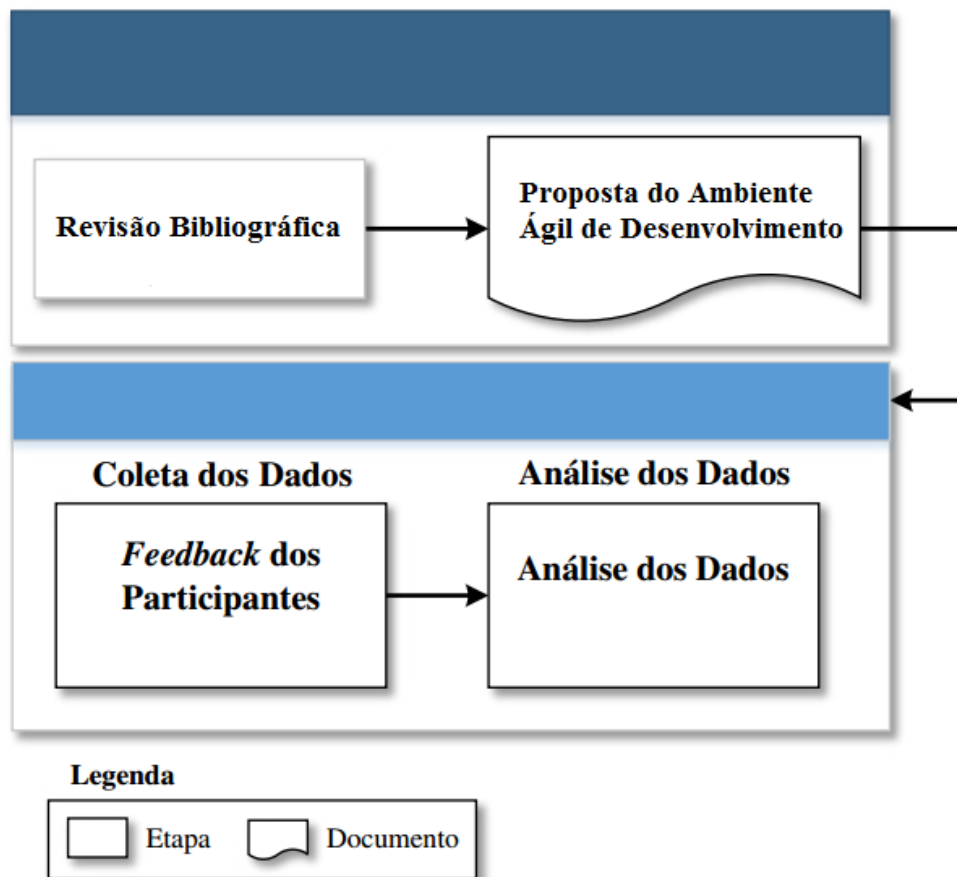 Revisão Bibliográfica
Proposta do Ambiente
Ágil de Desenvolvimento
Coleta dos Dados
Análise dos Dados
Feedback dos
Participantes
Análise dos Dados
Legenda
Etapa
Documento